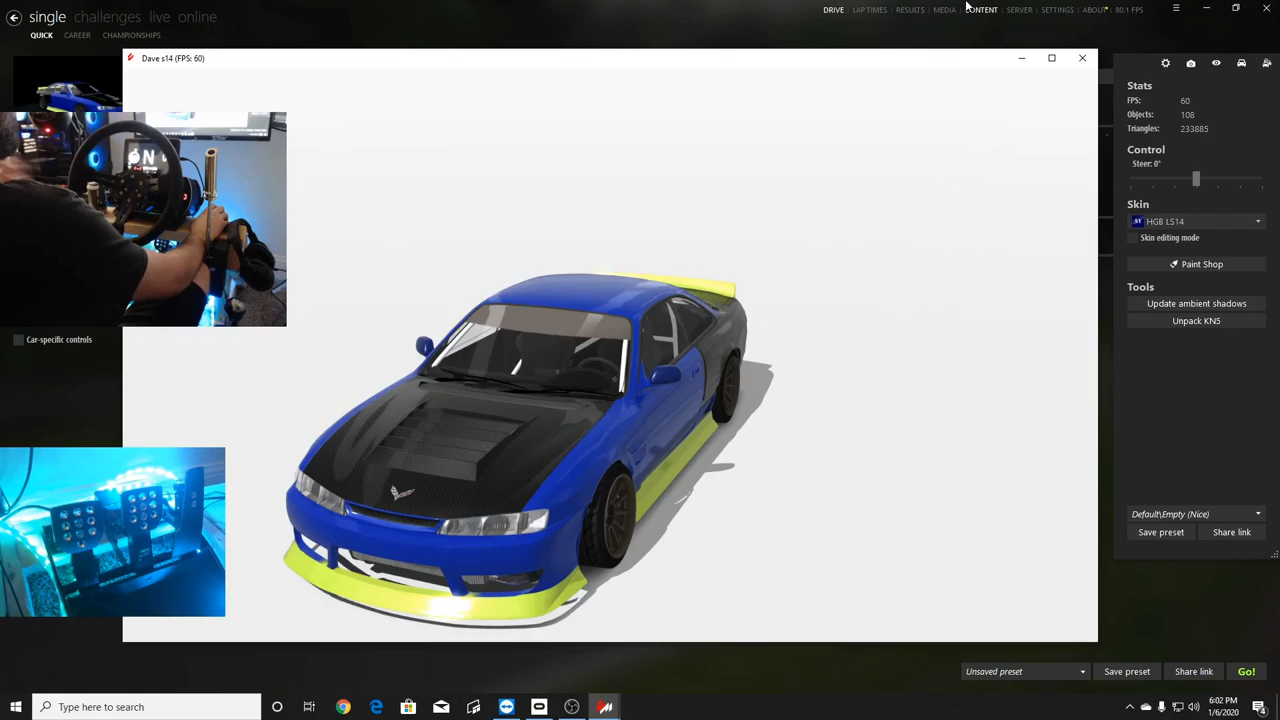 single challenges live online
DRIVE LAP TIMES RESULTS MEDIA CONTENT SERVER SETTINGS ABOUT 80.1 FPS
QUICK CAREER CHAMPIONSHIPS
Dave s14 (FPS: 60)
Stats
FPS: 60
Objects: 108
Triangles: 233885
Control
Steer: 0°
Skin
HGB LS14
Skin editing mode
Paint Shop
Tools
Update ambient shadows
Unpack KN5
Car-specific controls
Default\Empty (Nice)
Save preset Share link
Unsaved preset Save preset Share link Go!
Type here to search
6:02 PM
1/6/2020